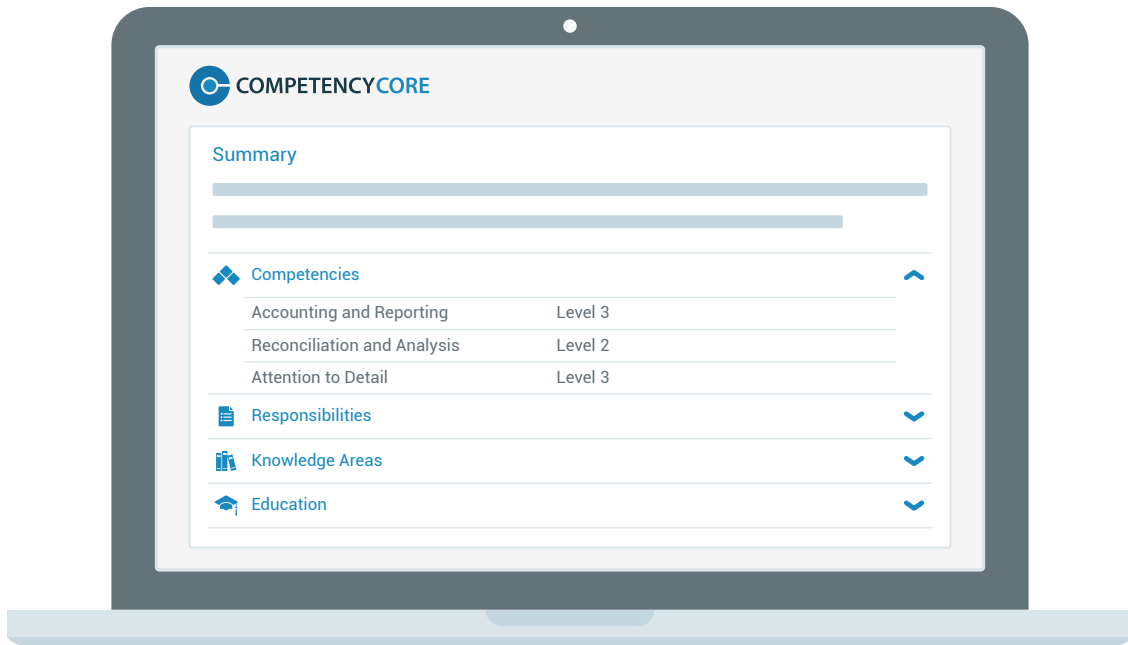 COMPETENCYCORE
Summary
Competencies
Accounting and Reporting Level 3
Reconciliation and Analysis Level 2
Attention to Detail Level 3
Responsibilities
Knowledge Areas
Education